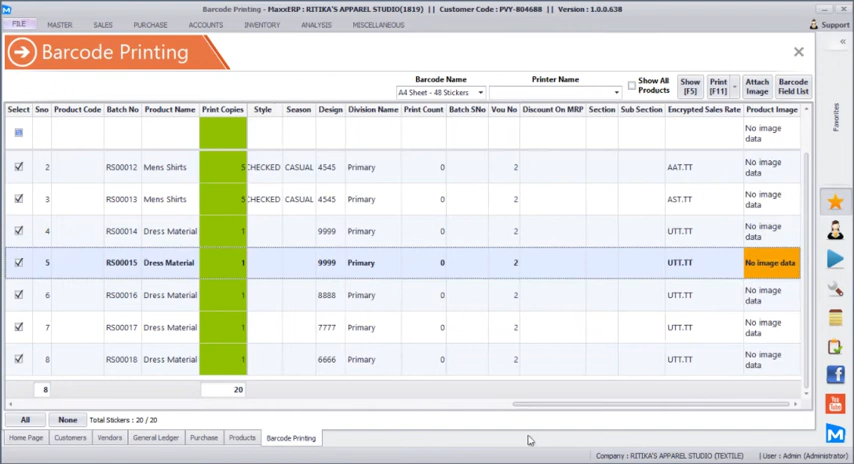 Barcode Printing - MaxxERP - RITIKA'S APPAREL STUDIO(1819) || Customer Code : PVY-804688 || Version : 1.0.0.638
FILE MASTER SALES PURCHASE ACCOUNTS INVENTORY ANALYSIS MISCELLANEOUS Support
Barcode Printing
Barcode Name Printer Name
A4 Sheet - 48 Stickers
Show All Products
Show [F5]
Print [F11]
Attach Image
Barcode Field List
Favorites
Select Sno Product Code Batch No Product Name Print Copies Style Season Design Division Name Print Count Batch SNo Vou No Discount On MRP Section Sub Section Encrypted Sales Rate Product Image
No image data
2 RS00012 Mens Shirts 5 CHECKED CASUAL 4545 Primary 0 2 AAT.TT No image data
3 RS00013 Mens Shirts 5 CHECKED CASUAL 4545 Primary 0 2 AST.TT No image data
4 RS00014 Dress Material 1 9999 Primary 0 2 UTT.TT No image data
5 RS00015 Dress Material 1 9999 Primary 0 2 UTT.TT No image data
6 RS00016 Dress Material 1 8888 Primary 0 2 UTT.TT No image data
7 RS00017 Dress Material 1 7777 Primary 0 2 UTT.TT No image data
8 RS00018 Dress Material 1 6666 Primary 0 2 UTT.TT No image data
8 20
All None Total Stickers : 20 / 20
Home Page Customers Vendors General Ledger Purchase Products Barcode Printing
Company : RITIKA'S APPAREL STUDIO (TEXTILE) | User : Admin (Administrator)